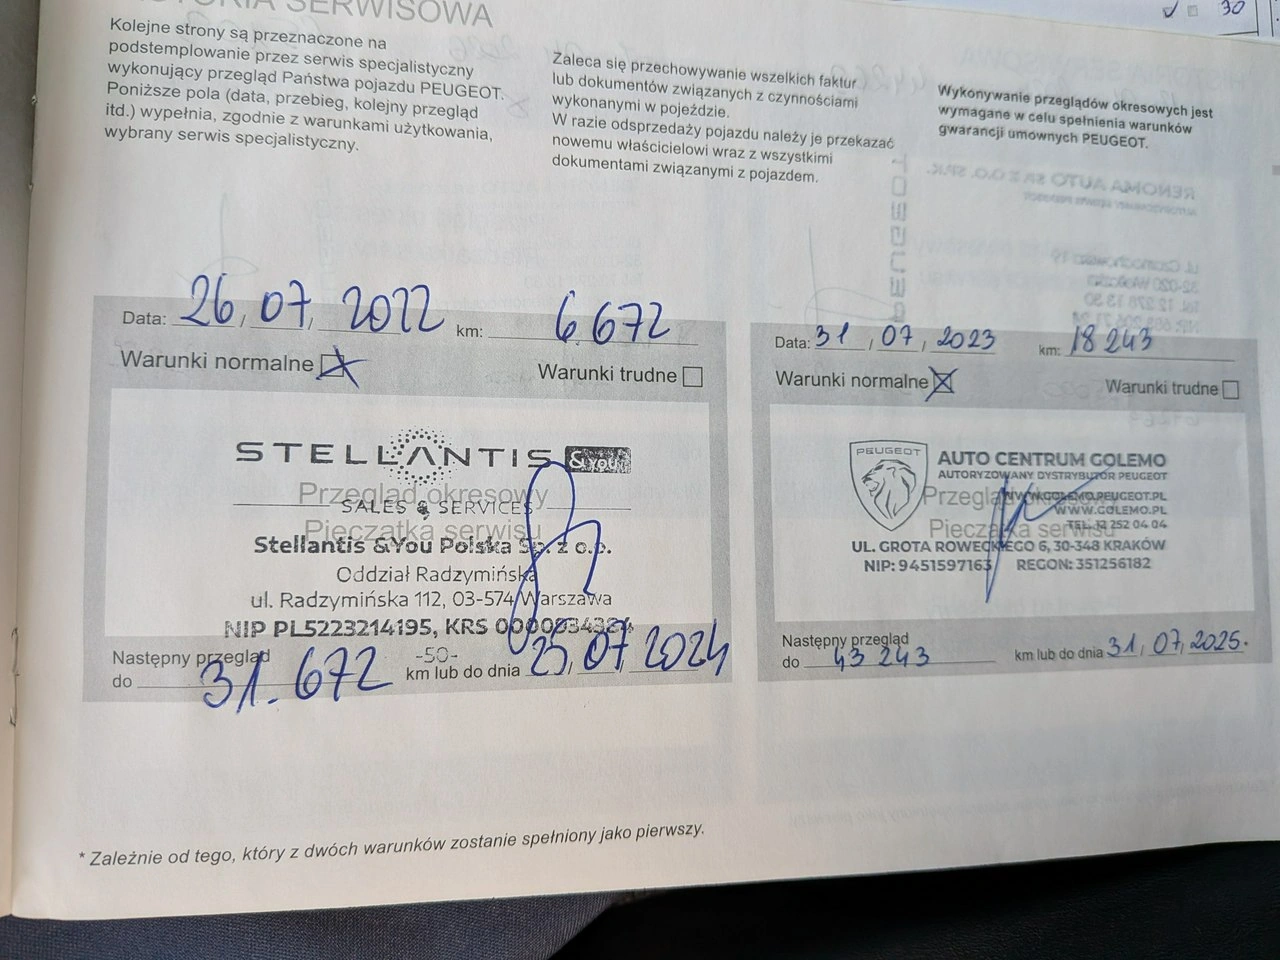 HISTORIA SERWISOWA
Kolejne strony są przeznaczone na
podstemplowanie przez serwis specjalistyczny
wykonujący przegląd Państwa pojazdu PEUGEOT.
Poniższe pola (data, przebieg, kolejny przegląd
itd.) wypełnia, zgodnie z warunkami użytkowania,
wybrany serwis specjalistyczny.
Zaleca się przechowywanie wszelkich faktur
lub dokumentów związanych z czynnościami
wykonanymi w pojeździe.
W razie odsprzedaży pojazdu należy je przekazać
nowemu właścicielowi wraz z wszystkimi
dokumentami związanymi z pojazdem.
Wykonywanie przeglądów okresowych jest
wymagane w celu spełnienia warunków
gwarancji umownych PEUGEOT.
30
Data: 26, 07, 2022 km: 6.672
Warunki normalne Warunki trudne
STELLANTIS &You
Przegląd okresowy
SALES & SERVICES
Pieczątka serwisu
Stellantis &You Polska Sp. z o.o.
Oddział Radzymińska
ul. Radzymińska 112, 03-574 Warszawa
NIP PL5223214195, KRS
-50-
Następny przegląd
do 31.672 km lub do dnia 25, 07, 2024
Data: 31, 07, 2023 km: 18 243
Warunki normalne Warunki trudne
PEUGEOT
AUTO CENTRUM GOLEMO
AUTORYZOWANY DYSTRYBUTOR PEUGEOT
Przegląd okresowy
WWW.GOLEMO.PEUGEOT.PL
WWW.GOLEMO.PL
Pieczątka serwisu
TEL. 12 252 04 04
UL. GROTA ROWECKIEGO 6, 30-348 KRAKÓW
NIP: 9451597163 REGON: 351256182
Następny przegląd
do 43 243 km lub do dnia 31, 07, 2025.
* Zależnie od tego, który z dwóch warunków zostanie spełniony jako pierwszy.